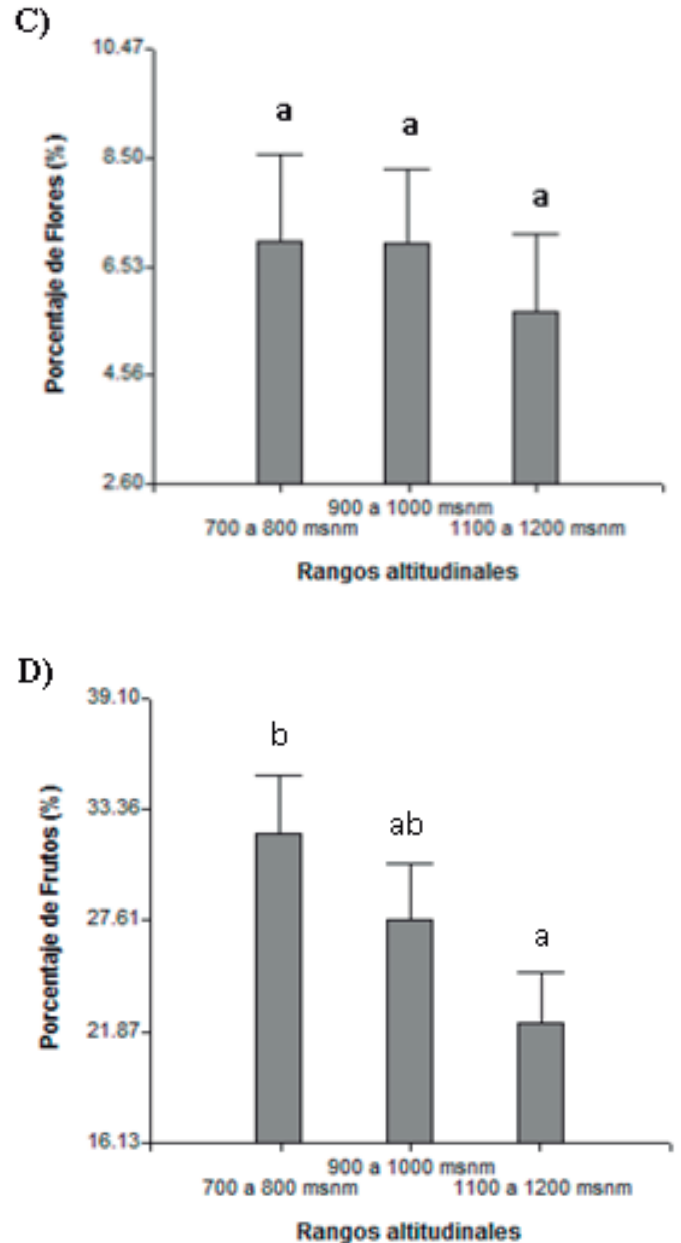 C)
10.47
8.50
6.53
4.56
2.60
Porcentaje de Flores (%)
a
a
a
900 a 1000 msnm
700 a 800 msnm 1100 a 1200 msnm
Rangos altitudinales
D)
39.10
33.36
27.61
21.87
16.13
Porcentaje de Frutos (%)
b
ab
a
900 a 1000 msnm
700 a 800 msnm 1100 a 1200 msnm
Rangos altitudinales